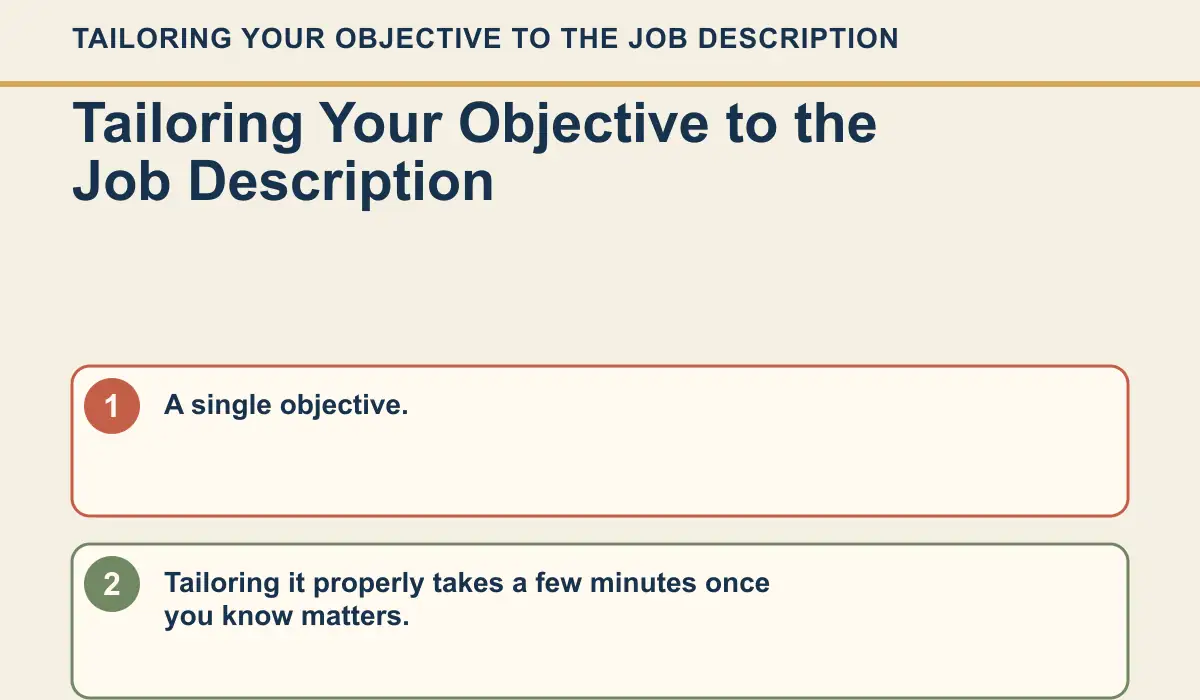 TAILORING YOUR OBJECTIVE TO THE JOB DESCRIPTION
Tailoring Your Objective to the
Job Description
1
A single objective.
2
Tailoring it properly takes a few minutes once
you know matters.